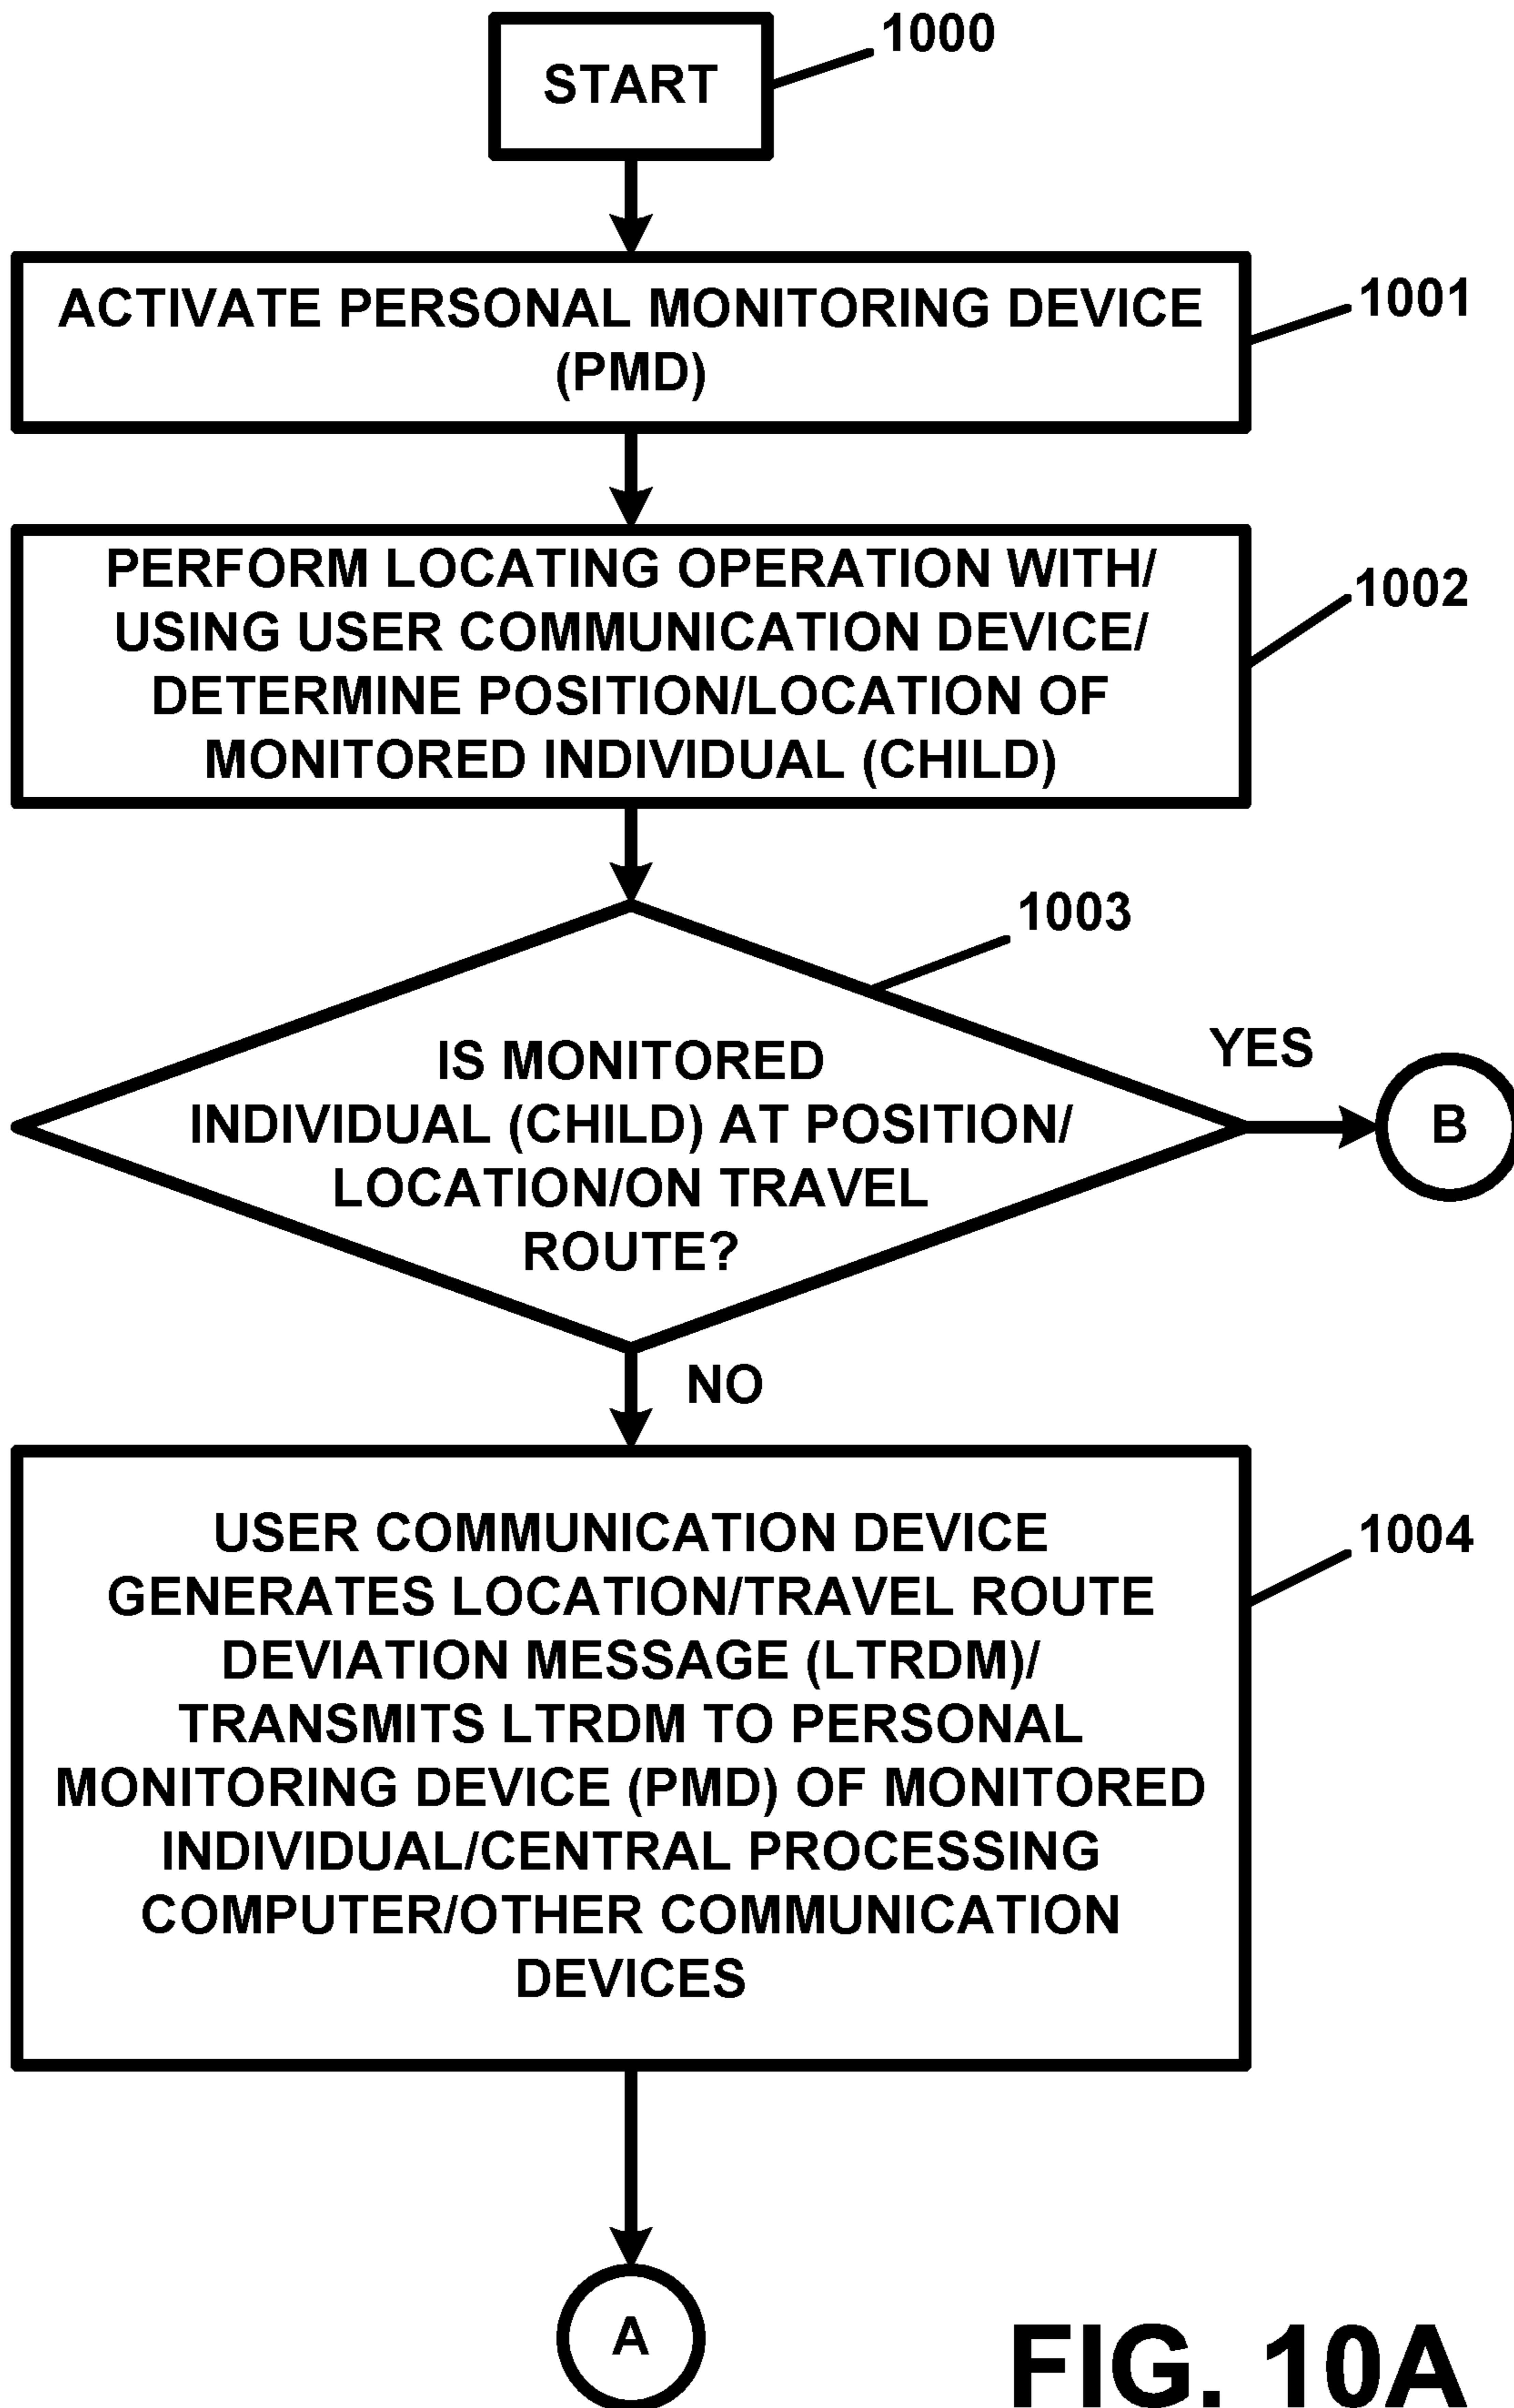 1000
START
ACTIVATE PERSONAL MONITORING DEVICE
(PMD)
1001
PERFORM LOCATING OPERATION WITH/
USING USER COMMUNICATION DEVICE/
DETERMINE POSITION/LOCATION OF
MONITORED INDIVIDUAL (CHILD)
1002
1003
IS MONITORED
INDIVIDUAL (CHILD) AT POSITION/
LOCATION/ON TRAVEL
ROUTE?
YES
B
NO
USER COMMUNICATION DEVICE
GENERATES LOCATION/TRAVEL ROUTE
DEVIATION MESSAGE (LTRDM)/
TRANSMITS LTRDM TO PERSONAL
MONITORING DEVICE (PMD) OF MONITORED
INDIVIDUAL/CENTRAL PROCESSING
COMPUTER/OTHER COMMUNICATION
DEVICES
1004
A
FIG. 10A